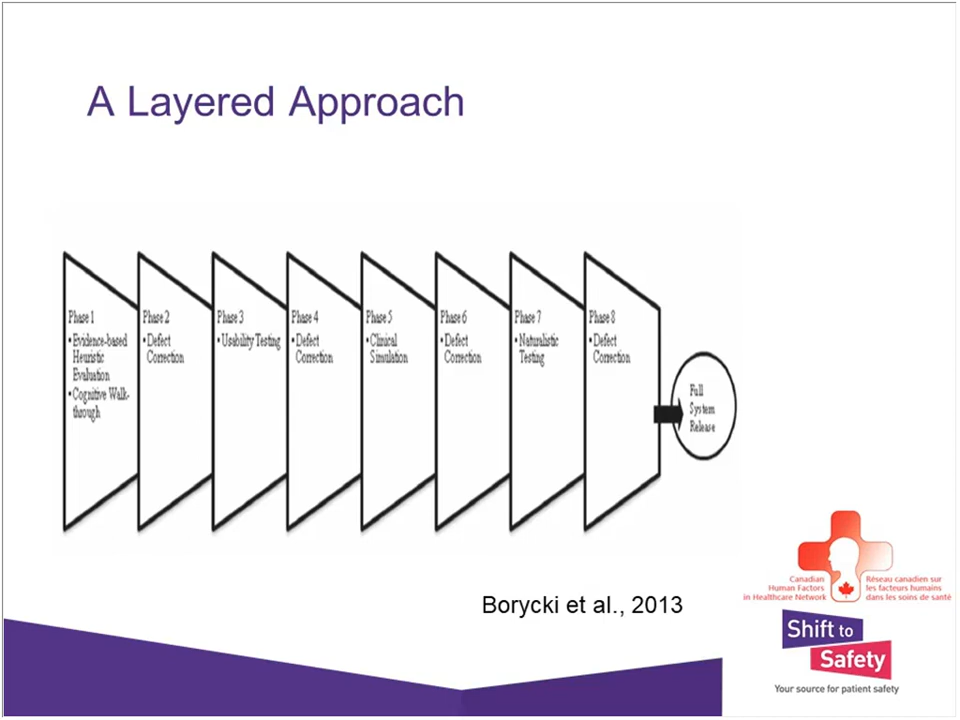 A Layered Approach
Phase 1
• Evidence-based
Heuristic
Evaluation
• Cognitive Walk-
through
Phase 2
• Defect
Correction
Phase 3
• Usability Testing
Phase 4
• Defect
Correction
Phase 5
• Clinical
Simulation
Phase 6
• Defect
Correction
Phase 7
• Naturalistic
Testing
Phase 8
• Defect
Correction
Full
System
Release
Borycki et al., 2013
Canadian
Human Factors
in Healthcare Network
Réseau canadien sur
les facteurs humains
dans les soins de santé
Shift to
Safety
Your source for patient safety